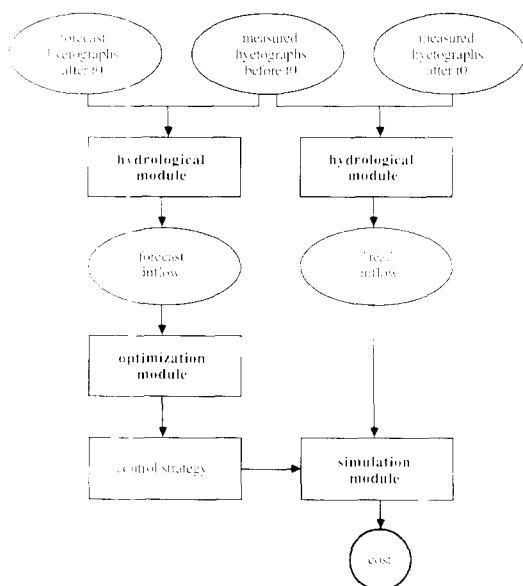 forecast
hyetographs
after t0
measured
hyetographs
before t0
measured
hyetographs
after t0
hydrological
module
hydrological
module
forecast
inflow
inflow
optimization
module
control strategy
simulation
module
cost